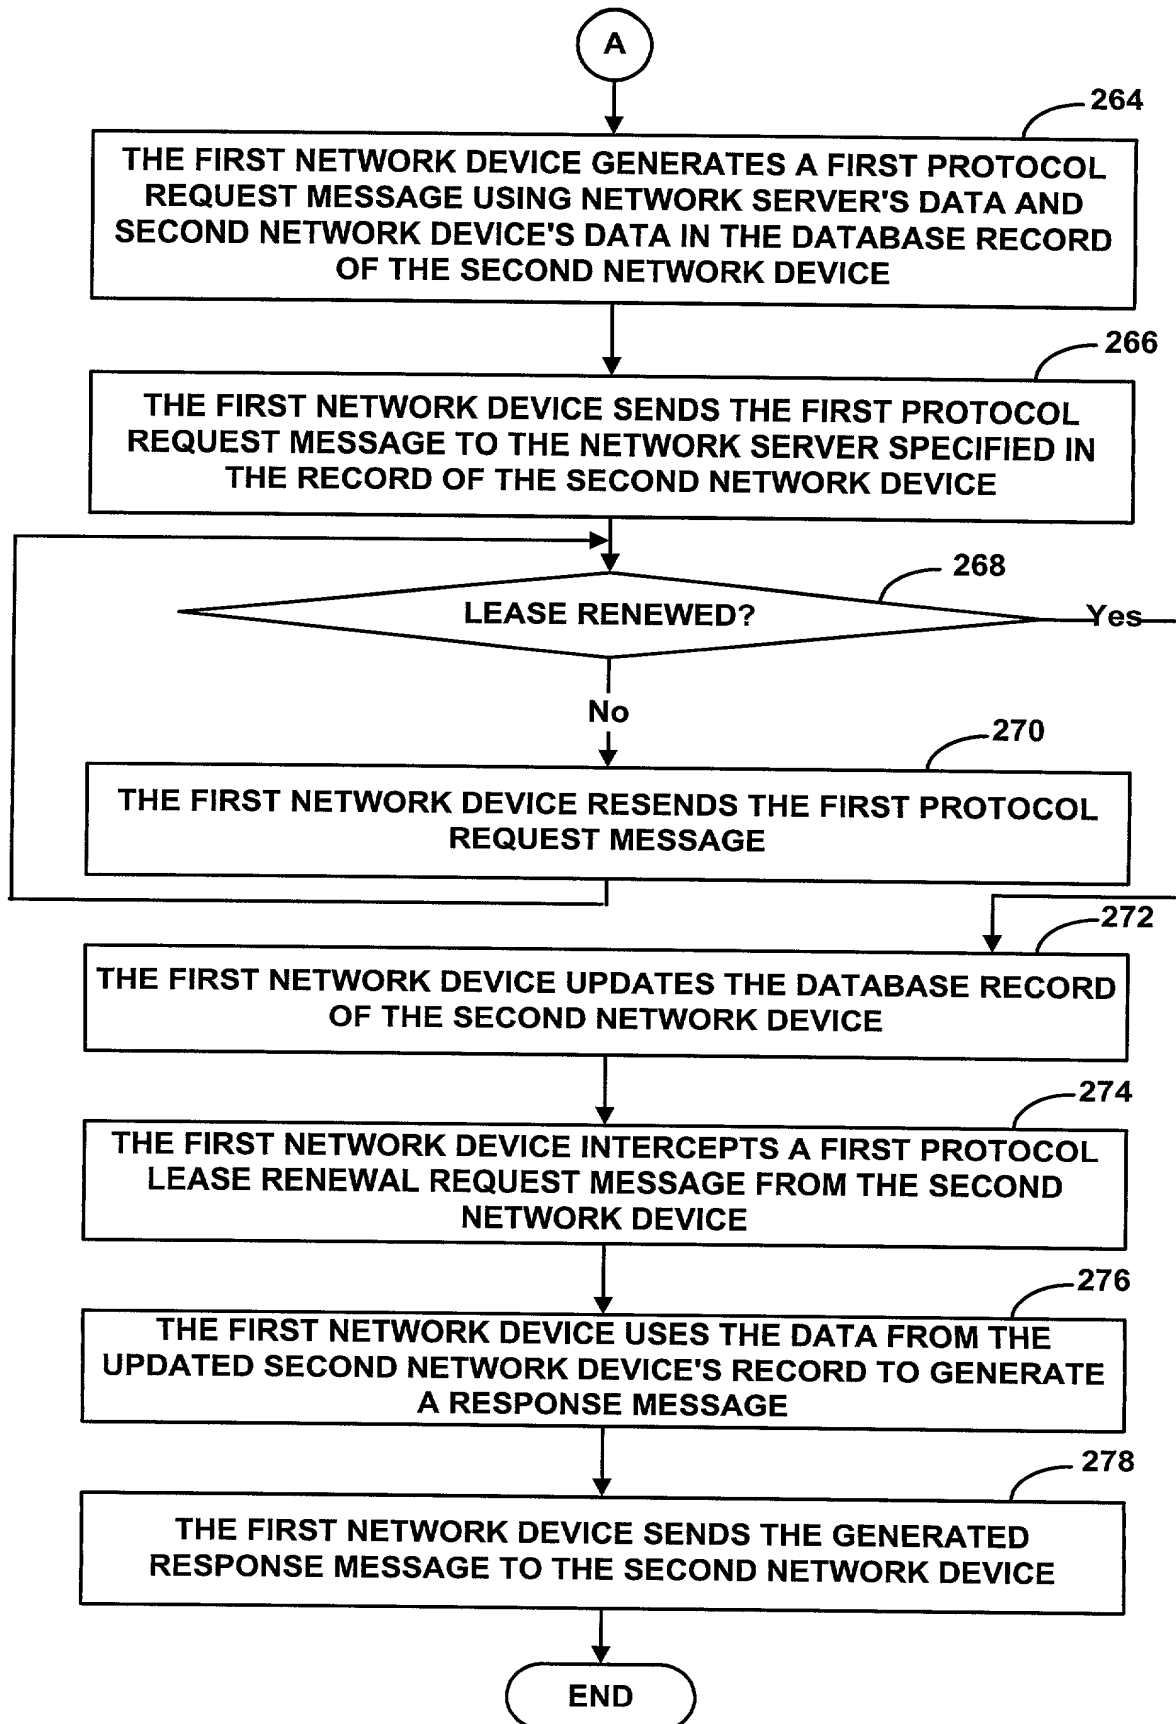 A
264
THE FIRST NETWORK DEVICE GENERATES A FIRST PROTOCOL
REQUEST MESSAGE USING NETWORK SERVER'S DATA AND
SECOND NETWORK DEVICE'S DATA IN THE DATABASE RECORD
OF THE SECOND NETWORK DEVICE
266
THE FIRST NETWORK DEVICE SENDS THE FIRST PROTOCOL
REQUEST MESSAGE TO THE NETWORK SERVER SPECIFIED IN
THE RECORD OF THE SECOND NETWORK DEVICE
268
LEASE RENEWED?
Yes
No
270
THE FIRST NETWORK DEVICE RESENDS THE FIRST PROTOCOL
REQUEST MESSAGE
272
THE FIRST NETWORK DEVICE UPDATES THE DATABASE RECORD
OF THE SECOND NETWORK DEVICE
274
THE FIRST NETWORK DEVICE INTERCEPTS A FIRST PROTOCOL
LEASE RENEWAL REQUEST MESSAGE FROM THE SECOND
NETWORK DEVICE
276
THE FIRST NETWORK DEVICE USES THE DATA FROM THE
UPDATED SECOND NETWORK DEVICE'S RECORD TO GENERATE
A RESPONSE MESSAGE
278
THE FIRST NETWORK DEVICE SENDS THE GENERATED
RESPONSE MESSAGE TO THE SECOND NETWORK DEVICE
END